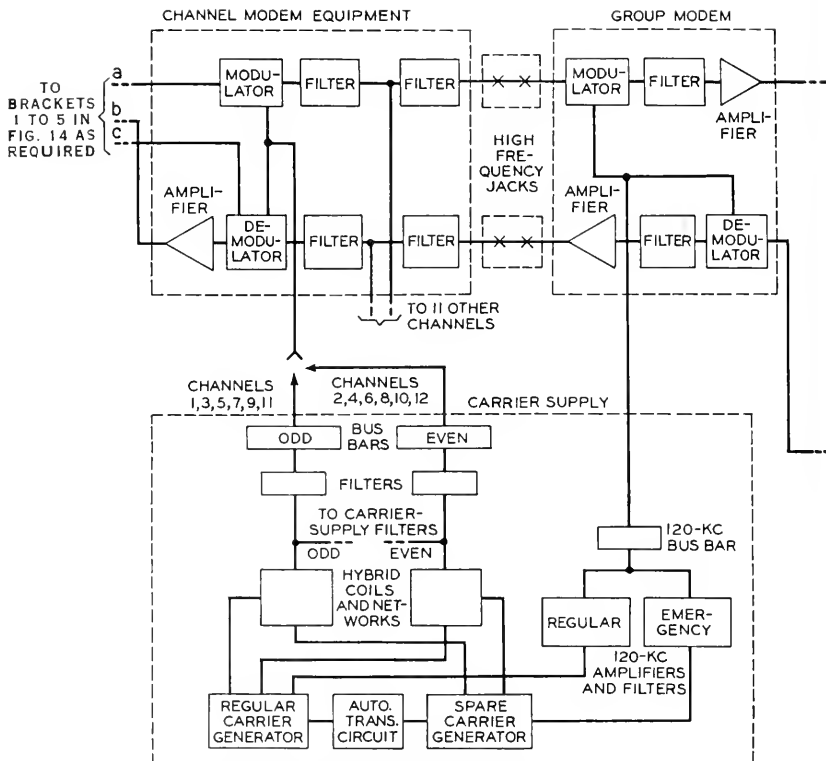 CHANNEL MODEM EQUIPMENT
GROUP MODEM
a
MODU-
LATOR
FILTER
FILTER
MODU-
LATOR
FILTER
AMPLI-
FIER
TO
BRACKETS
1 TO 5 IN
FIG. 14 AS
REQUIRED
b
c
HIGH
FRE-
QUENCY
JACKS
AMPLI-
FIER
DE-
MODU-
LATOR
FILTER
FILTER
AMPLIFIER
FILTER
DE-
MODU-
LATOR
TO 11 OTHER
CHANNELS
CHANNELS
1,3,5,7,9,11
CHANNELS
2,4,6,8,10,12
CARRIER SUPPLY
ODD
BUS
BARS
EVEN
FILTERS
TO CARRIER-
SUPPLY FILTERS
ODD
EVEN
120-KC
BUS BAR
HYBRID
COILS
AND NET-
WORKS
REGULAR
EMER-
GENCY
120-KC
AMPLIFIERS
AND FILTERS
REGULAR
CARRIER
GENERATOR
AUTO.
TRANS.
CIRCUIT
SPARE
CARRIER
GENERATOR